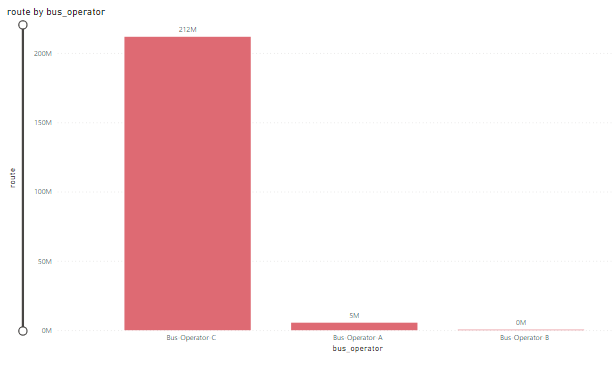 route by bus_operator
212M
200M
150M
route
100M
50M
5M
0M
0M
Bus-Operator-C Bus-Operator-A Bus-Operator-B
bus_operator